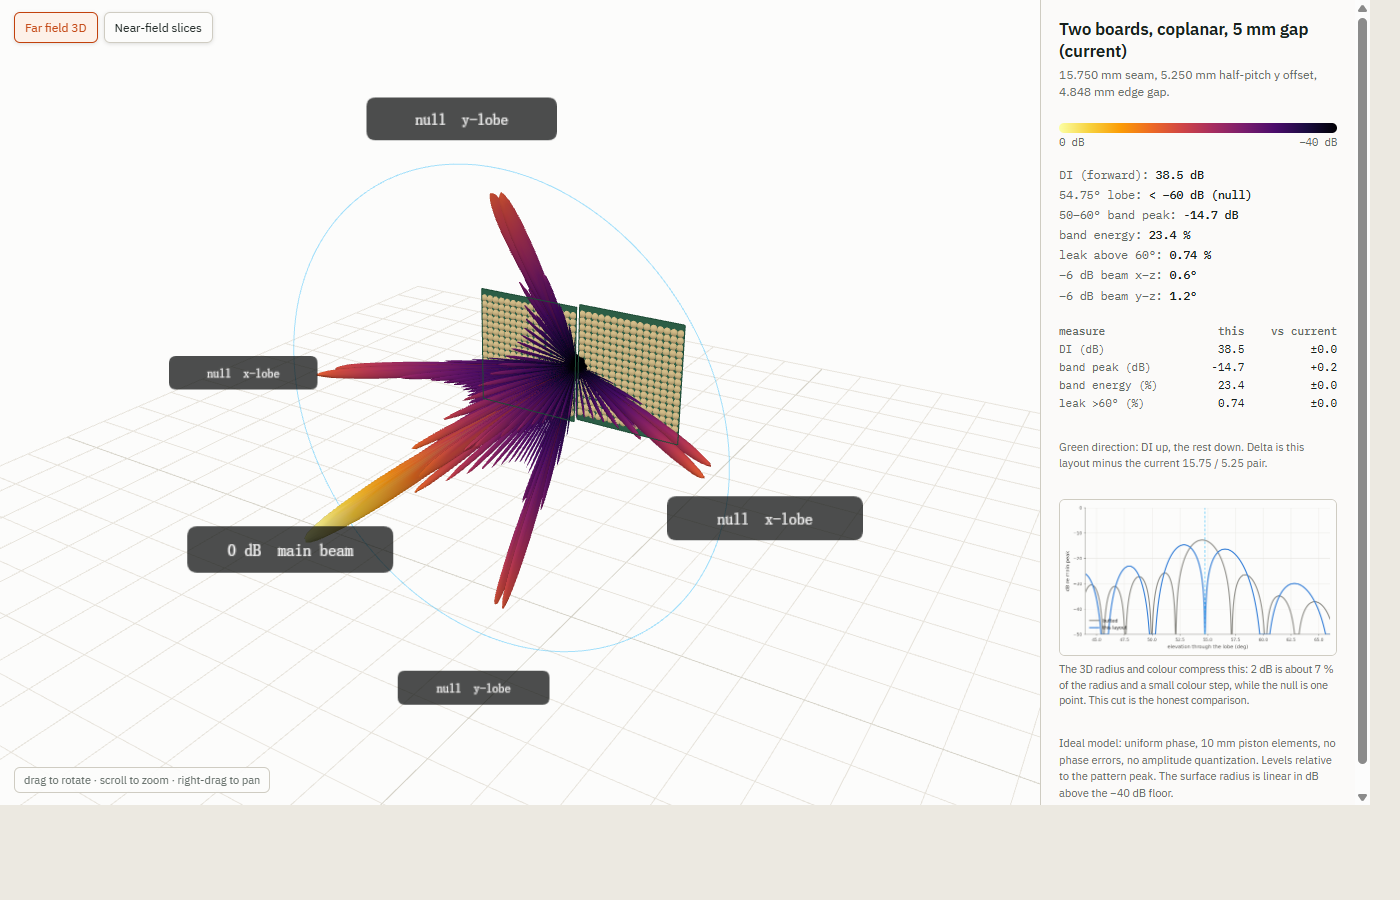 Far field 3D
Near-field slices
null y-lobe
null x-lobe
0 dB main beam
null x-lobe
null y-lobe
drag to rotate · scroll to zoom · right-drag to pan
Two boards, coplanar, 5 mm gap
(current)
15.750 mm seam, 5.250 mm half-pitch y offset,
4.848 mm edge gap.
0 dB −40 dB
DI (forward): 38.5 dB
54.75° lobe: < −60 dB (null)
50–60° band peak: -14.7 dB
band energy: 23.4 %
leak above 60°: 0.74 %
−6 dB beam x–z: 0.6°
−6 dB beam y–z: 1.2°
measure this vs current
DI (dB) 38.5 ±0.0
band peak (dB) -14.7 +0.2
band energy (%) 23.4 ±0.0
leak >60° (%) 0.74 ±0.0
Green direction: DI up, the rest down. Delta is this
layout minus the current 15.75 / 5.25 pair.
elevation through the lobe (deg)
The 3D radius and colour compress this: 2 dB is about 7 %
of the radius and a small colour step, while the null is one
point. This cut is the honest comparison.
Ideal model: uniform phase, 10 mm piston elements, no
phase errors, no amplitude quantization. Levels relative
to the pattern peak. The surface radius is linear in dB
above the −40 dB floor.